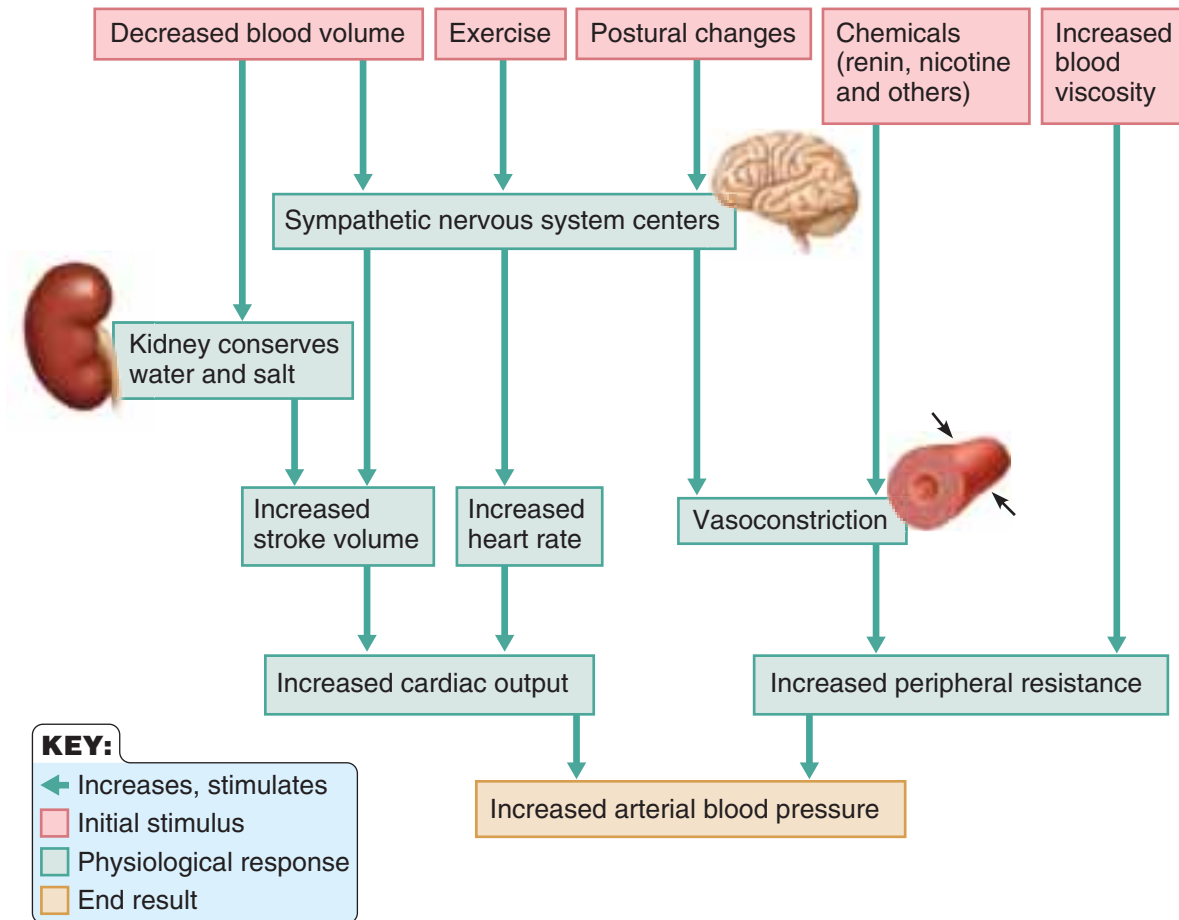 Decreased blood volume
Exercise
Postural changes
Chemicals
(renin, nicotine
and others)
Increased
blood
viscosity
Sympathetic nervous system centers
Kidney conserves
water and salt
Increased
stroke volume
Increased
heart rate
Vasoconstriction
Increased cardiac output
Increased peripheral resistance
Increased arterial blood pressure
KEY:
Increases, stimulates
Initial stimulus
Physiological response
End result